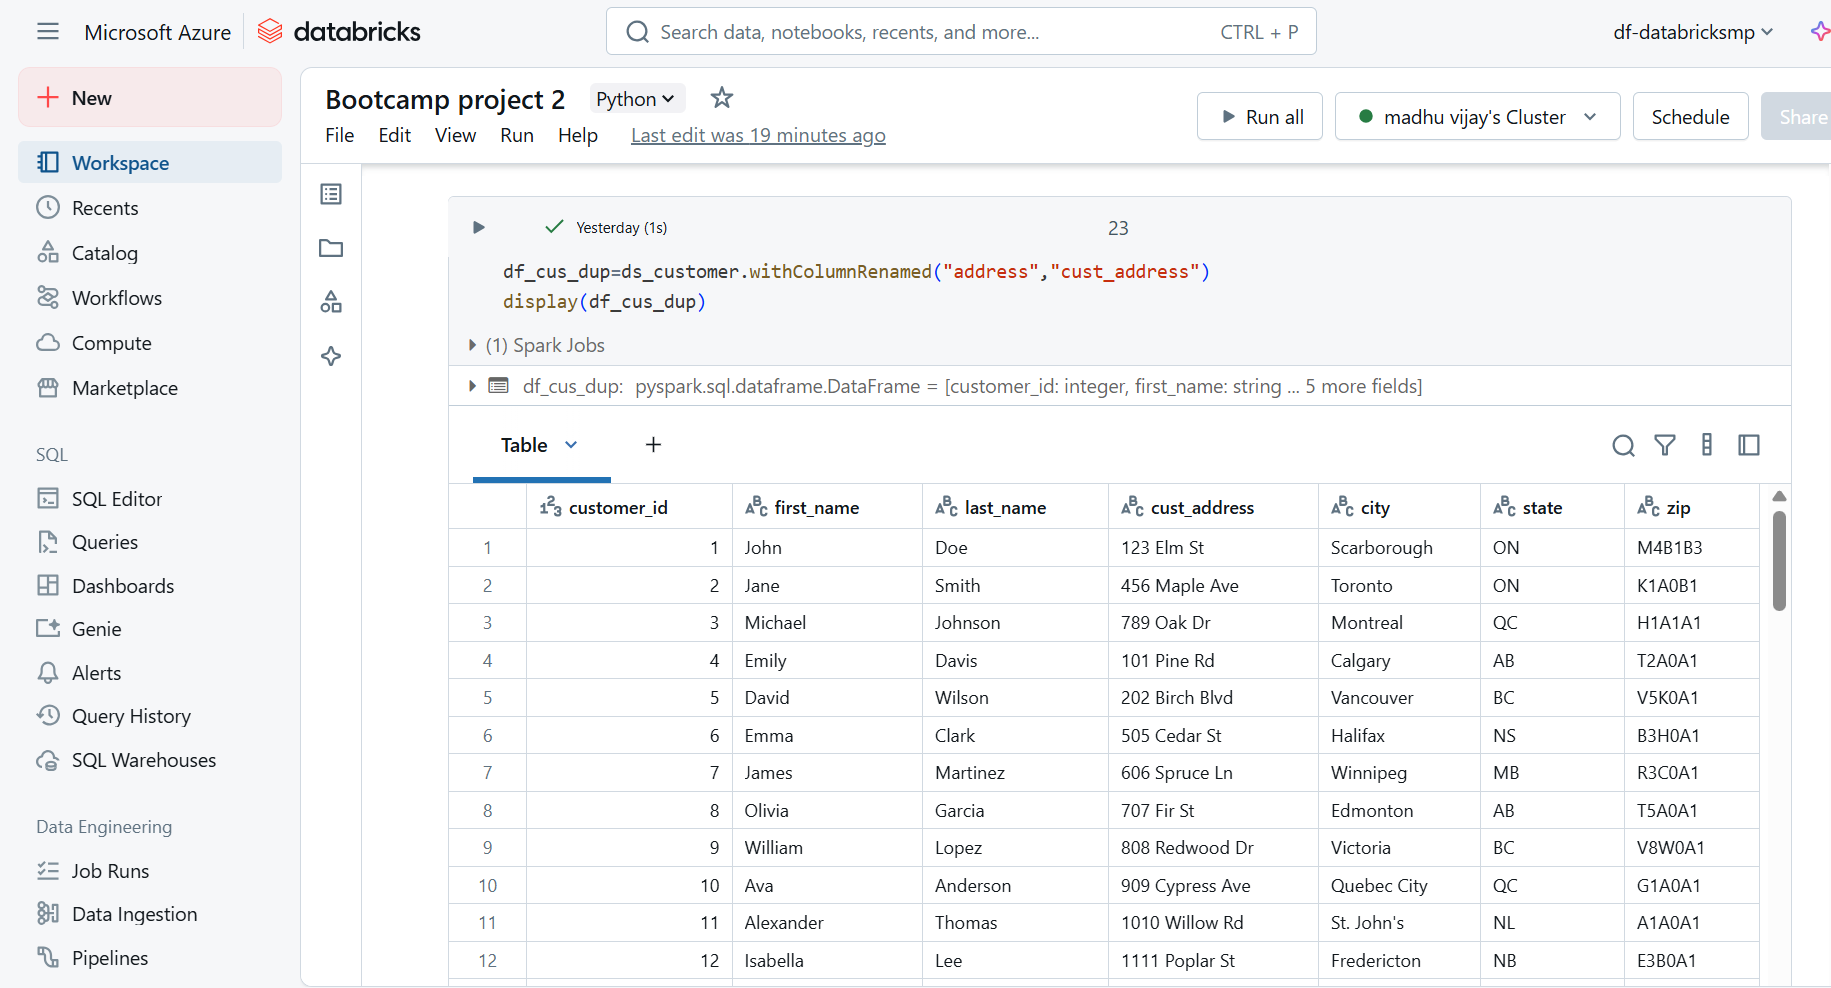 Microsoft Azure databricks Search data, notebooks, recents, and more... CTRL + P df-databricksmp
New
Workspace
Recents
Catalog
Workflows
Compute
Marketplace
SQL
SQL Editor
Queries
Dashboards
Genie
Alerts
Query History
SQL Warehouses
Data Engineering
Job Runs
Data Ingestion
Pipelines
Bootcamp project 2 Python
File Edit View Run Help Last edit was 19 minutes ago
Run all madhu vijay's Cluster Schedule Share
Yesterday (1s) 23
df_cus_dup=ds_customer.withColumnRenamed("address","cust_address")
display(df_cus_dup)
(1) Spark Jobs
df_cus_dup: pyspark.sql.dataframe.DataFrame = [customer_id: integer, first_name: string ... 5 more fields]
Table +
123 customer_id ABC first_name ABC last_name ABC cust_address ABC city ABC state ABC zip
1 1 John Doe 123 Elm St Scarborough ON M4B1B3
2 2 Jane Smith 456 Maple Ave Toronto ON K1A0B1
3 3 Michael Johnson 789 Oak Dr Montreal QC H1A1A1
4 4 Emily Davis 101 Pine Rd Calgary AB T2A0A1
5 5 David Wilson 202 Birch Blvd Vancouver BC V5K0A1
6 6 Emma Clark 505 Cedar St Halifax NS B3H0A1
7 7 James Martinez 606 Spruce Ln Winnipeg MB R3C0A1
8 8 Olivia Garcia 707 Fir St Edmonton AB T5A0A1
9 9 William Lopez 808 Redwood Dr Victoria BC V8W0A1
10 10 Ava Anderson 909 Cypress Ave Quebec City QC G1A0A1
11 11 Alexander Thomas 1010 Willow Rd St. John's NL A1A0A1
12 12 Isabella Lee 1111 Poplar St Fredericton NB E3B0A1